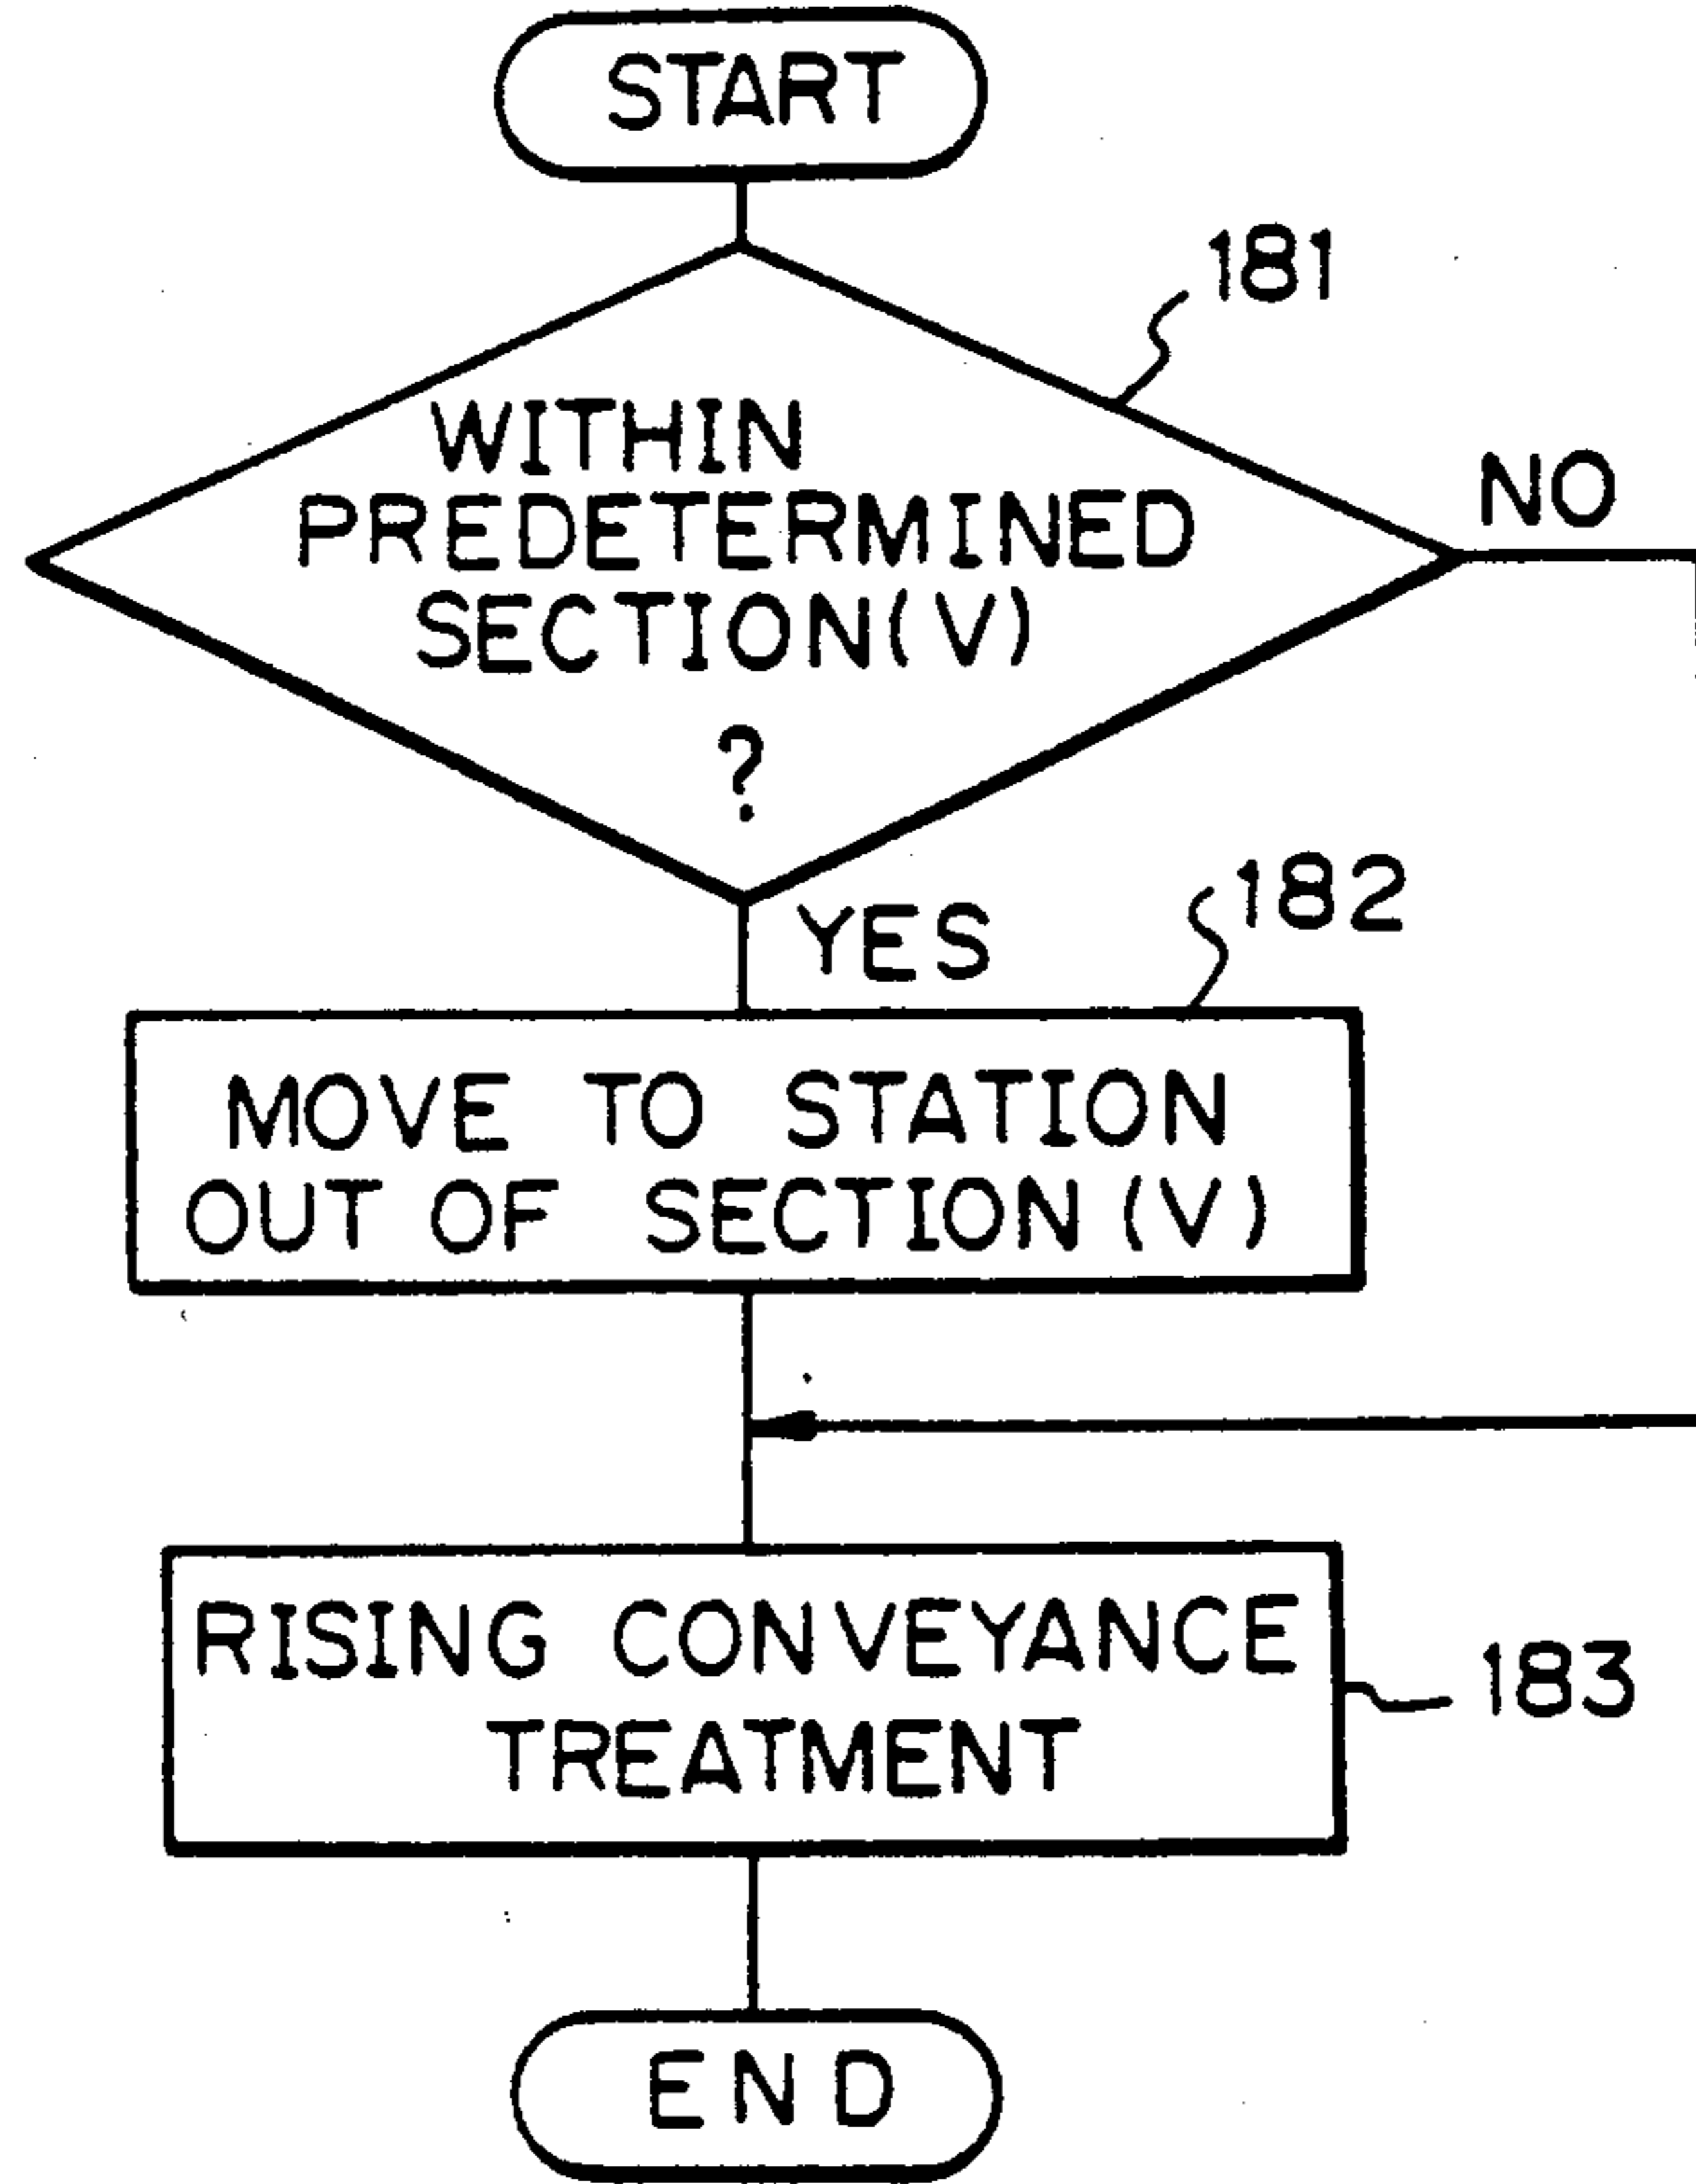 START
181
WITHIN
PREDETERMINED
SECTION(V)
?
NO
YES
182
MOVE TO STATION
OUT OF SECTION (V)
RISING CONVEYANCE
TREATMENT
183
END